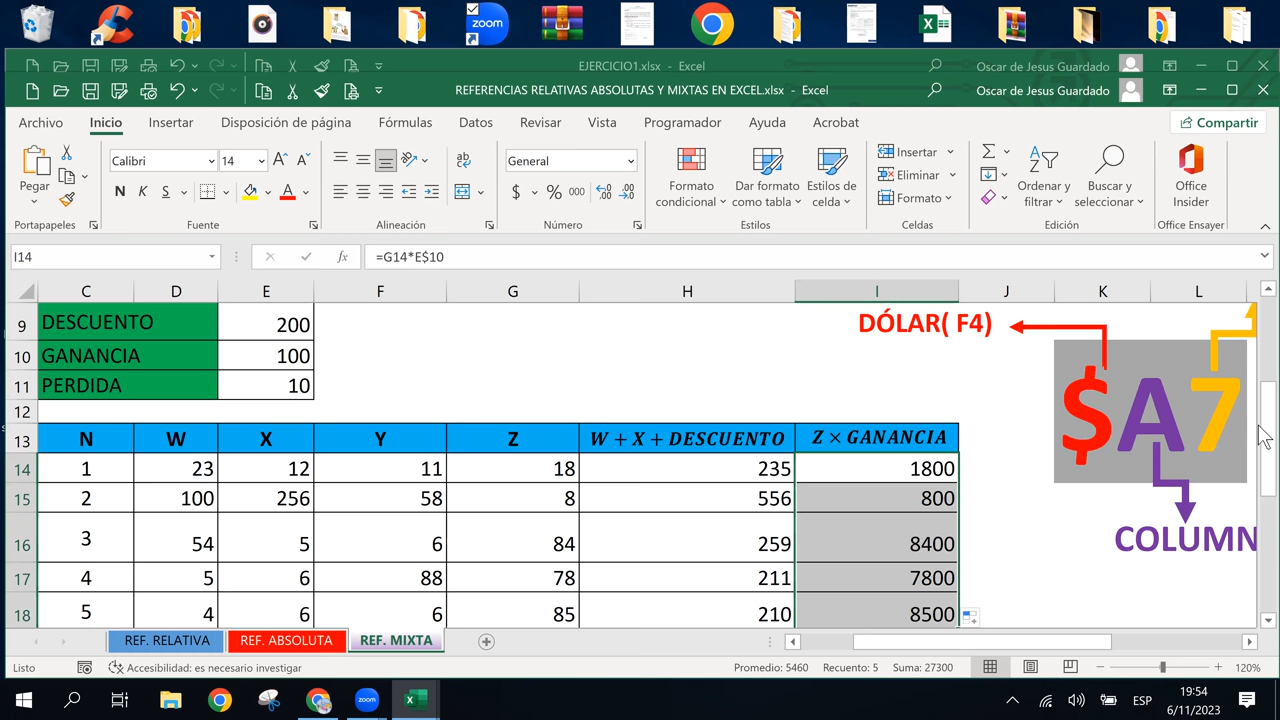 zoom
EJERCICIO1.xlsx - Excel
Oscar de Jesus Guardado
REFERENCIAS RELATIVAS ABSOLUTAS Y MIXTAS EN EXCEL.xlsx - Excel
Oscar de Jesus Guardado
Archivo Inicio Insertar Disposición de página Fórmulas Datos Revisar Vista Programador Ayuda Acrobat Compartir
Pegar
Calibri 14
N K S
General
$ % 000
Formato condicional
Dar formato como tabla
Estilos de celda
Insertar
Eliminar
Formato
Ordenar y filtrar
Buscar y seleccionar
Office Insider
Portapapeles Fuente Alineación Número Estilos Celdas Edición Office Ensayer
I14 fx =G14*E$10
C D E F G H I J K L
9 DESCUENTO 200
DÓLAR( F4)
10 GANANCIA 100
11 PERDIDA 10
$A7
12
13 N W X Y Z W + X + DESCUENTO Z × GANANCIA
14 1 23 12 11 18 235 1800
15 2 100 256 58 8 556 800
16 3 54 5 6 84 259 8400
COLUMN
17 4 5 6 88 78 211 7800
18 5 4 6 6 85 210 8500
REF. RELATIVA REF. ABSOLUTA REF. MIXTA
Listo Accesibilidad: es necesario investigar Promedio: 5460 Recuento: 5 Suma: 27300 120%
zoom
ESP
19:54
6/11/2023